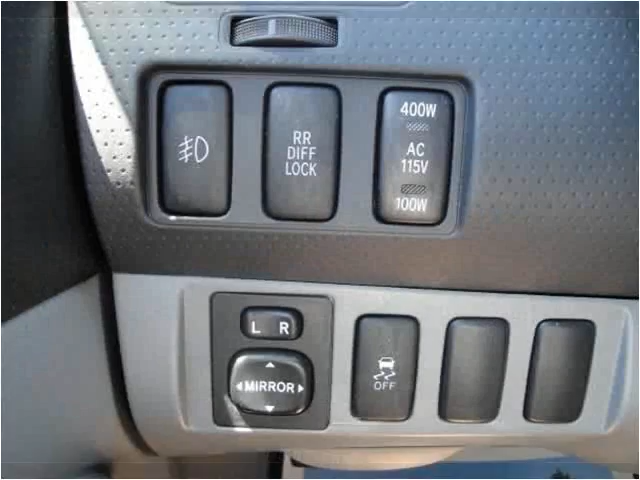 RR
DIFF
LOCK
400W
AC
115V
100W
L R
MIRROR
OFF